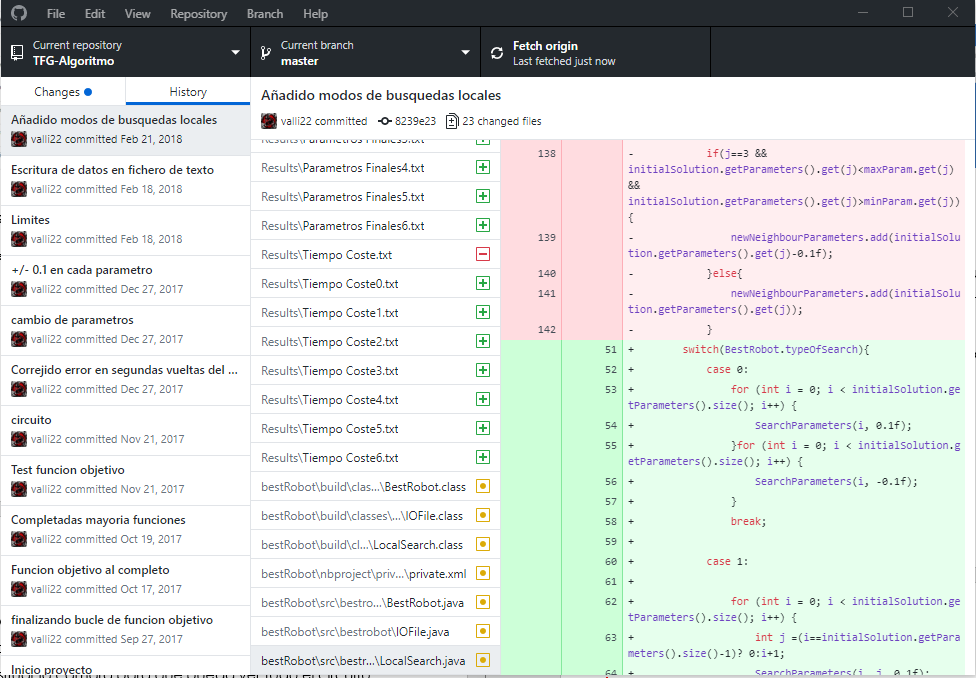 File Edit View Repository Branch Help
Current repository
TFG-Algoritmo
Current branch
master
Fetch origin
Last fetched just now
Changes
History
Añadido modos de busquedas locales
valli22 committed Feb 21, 2018
Escritura de datos en fichero de texto
valli22 committed Feb 18, 2018
Limites
valli22 committed Feb 18, 2018
+/- 0.1 en cada parametro
valli22 committed Dec 27, 2017
cambio de parametros
valli22 committed Dec 27, 2017
Correjido error en segundas vueltas del ...
valli22 committed Dec 27, 2017
circuito
valli22 committed Nov 21, 2017
Test funcion objetivo
valli22 committed Nov 21, 2017
Completadas mayoria funciones
valli22 committed Oct 19, 2017
Funcion objetivo al completo
valli22 committed Oct 17, 2017
finalizando bucle de funcion objetivo
valli22 committed Sep 27, 2017
Inicio proyecto
Añadido modos de busquedas locales
valli22 committed 8239e23 23 changed files
Results\Parametros Finales3.txt
Results\Parametros Finales4.txt
Results\Parametros Finales5.txt
Results\Parametros Finales6.txt
Results\Tiempo Coste.txt
Results\Tiempo Coste0.txt
Results\Tiempo Coste1.txt
Results\Tiempo Coste2.txt
Results\Tiempo Coste3.txt
Results\Tiempo Coste4.txt
Results\Tiempo Coste5.txt
Results\Tiempo Coste6.txt
bestRobot\build\clas...\BestRobot.class
bestRobot\build\classes\...\IOFile.class
bestRobot\build\cl...\LocalSearch.class
bestRobot\nbproject\priv...\private.xml
bestRobot\src\bestro...\BestRobot.java
bestRobot\src\bestrobot\IOFile.java
bestRobot\src\bestr...\LocalSearch.java
138 - if(j==3 &&
initialSolution.getParameters().get(j)<maxParam.get(j)
&&
initialSolution.getParameters().get(j)>minParam.get(j))
{
139 - newNeighbourParameters.add(initialSolu
tion.getParameters().get(j)-0.1f);
140 - }else{
141 - newNeighbourParameters.add(initialSolu
tion.getParameters().get(j));
142 - }
51 + switch(BestRobot.typeOfSearch){
52 + case 0:
53 + for (int i = 0; i < initialSolution.ge
tParameters().size(); i++) {
54 + SearchParameters(i, 0.1f);
55 + }for (int i = 0; i < initialSolution.g
etParameters().size(); i++) {
56 + SearchParameters(i, -0.1f);
57 + }
58 + break;
59 +
60 + case 1:
61 +
62 + for (int i = 0; i < initialSolution.ge
tParameters().size(); i++) {
63 + int j =(i==initialSolution.getPara
meters().size()-1)? 0:i+1;
64 + SearchParameters(i, j, 0.1f);